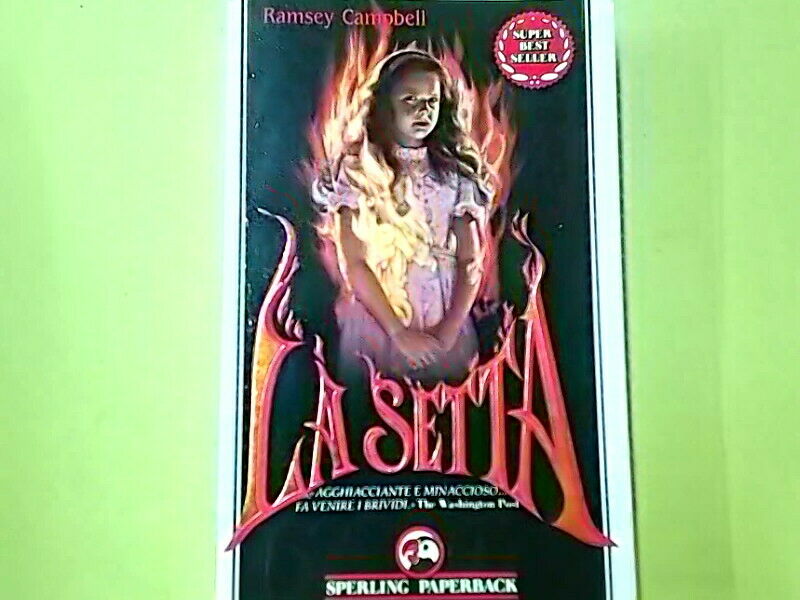 Ramsey Campbell
SUPER
BEST
SELLER
LA SETTA
«AGGHIACCIANTE E MINACCIOSO...
FA VENIRE I BRIVIDI.» The Washington Post
SPERLING PAPERBACK